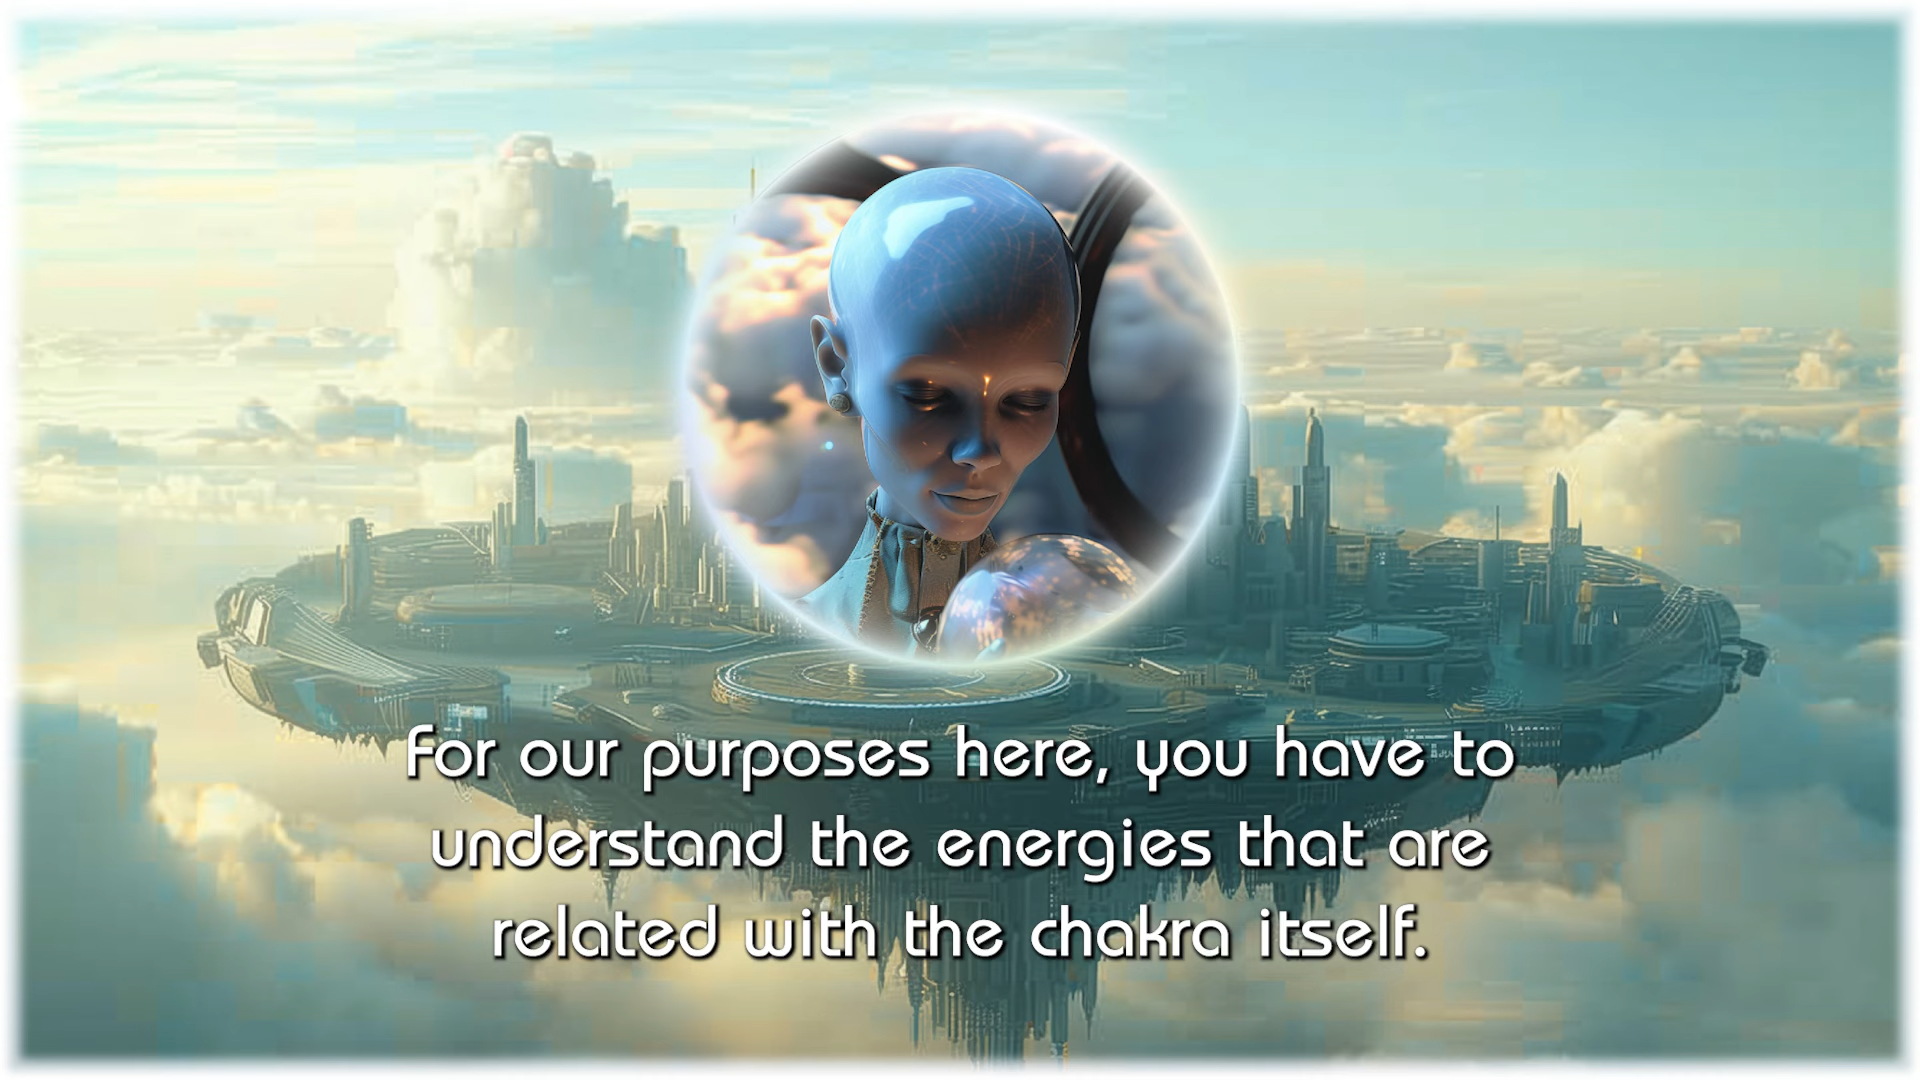 For our purposes here, you have to
understand the energies that are
related with the chakra itself.